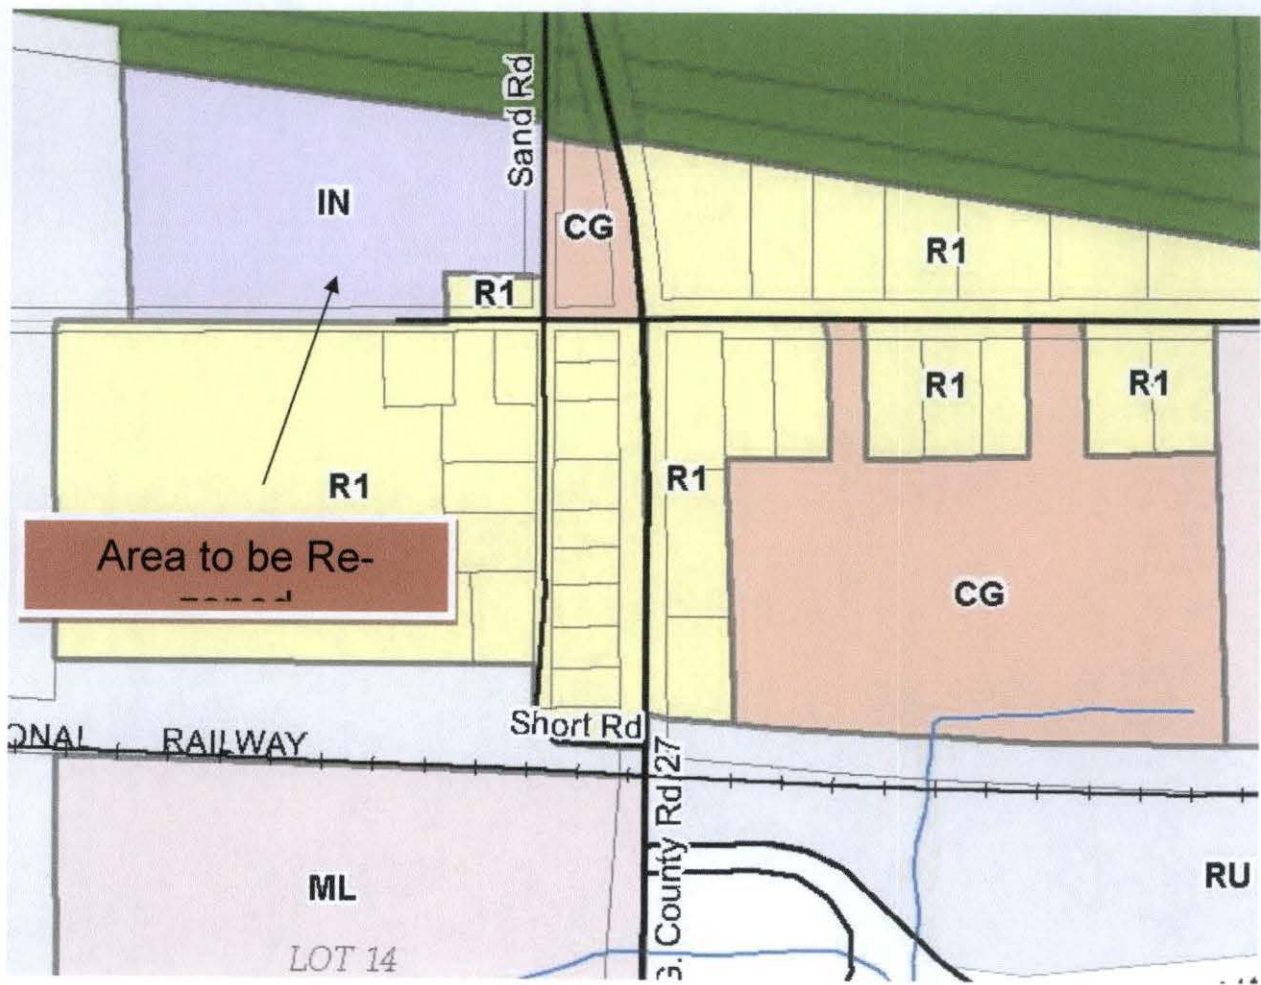 Sand Rd
IN
CG
R1
R1
R1
R1
R1
R1
Area to be Re-
CG
Short Rd
ONAL RAILWAY
G. County Rd 27
ML
RU
LOT 14